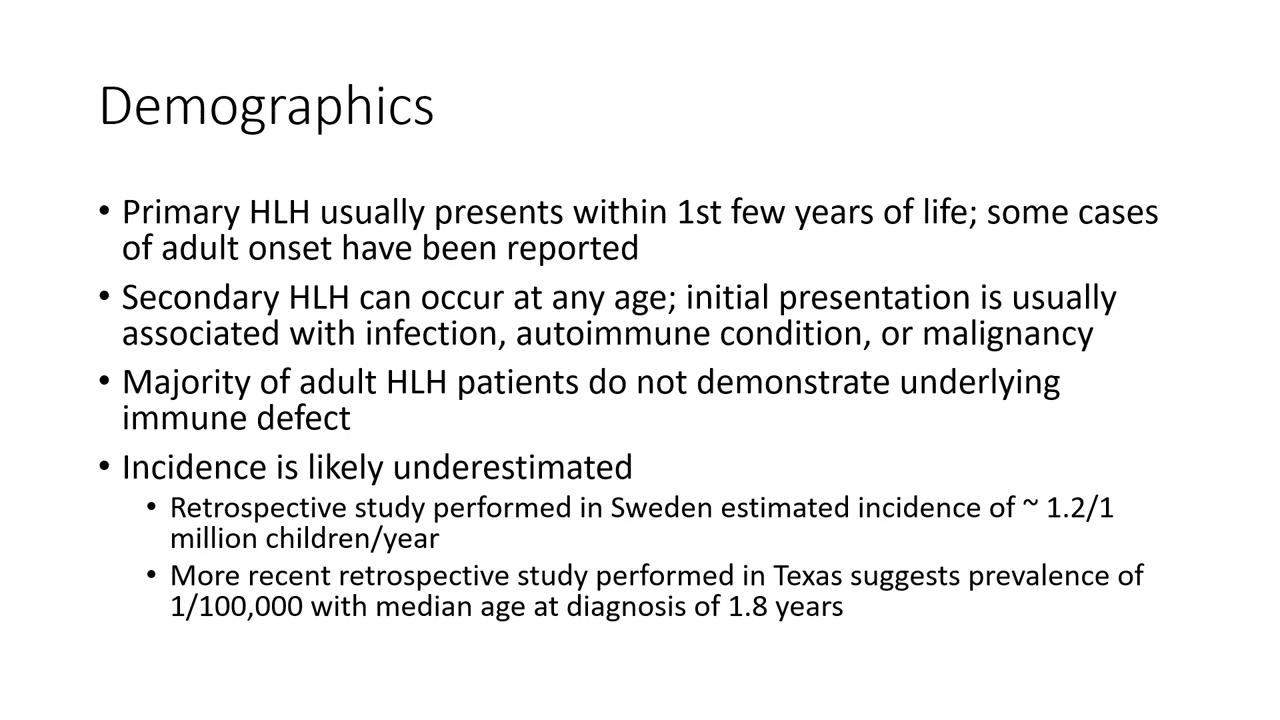 Demographics
• Primary HLH usually presents within 1st few years of life; some cases
of adult onset have been reported
• Secondary HLH can occur at any age; initial presentation is usually
associated with infection, autoimmune condition, or malignancy
• Majority of adult HLH patients do not demonstrate underlying
immune defect
• Incidence is likely underestimated
• Retrospective study performed in Sweden estimated incidence of ~ 1.2/1
million children/year
• More recent retrospective study performed in Texas suggests prevalence of
1/100,000 with median age at diagnosis of 1.8 years